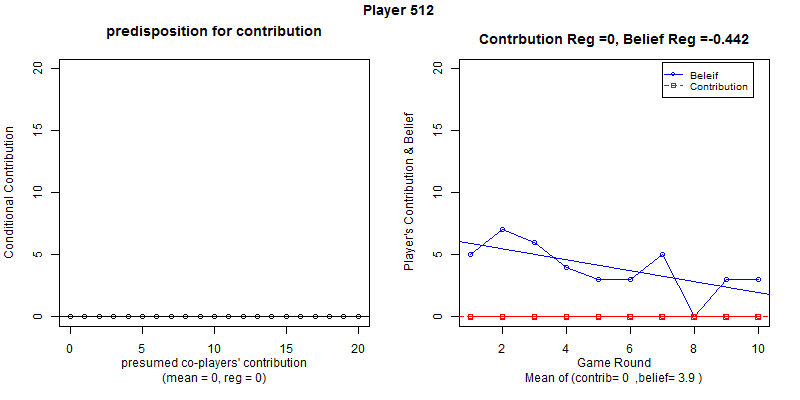 Player 512
predisposition for contribution
Conditional Contribution
0 5 10 15 20
0 5 10 15 20
presumed co-players' contribution
(mean = 0, reg = 0)
Contrbution Reg =0, Belief Reg =-0.442
Player's Contribution & Belief
0 5 10 15 20
Beleif
Contribution
2 4 6 8 10
Game Round
Mean of (contrib= 0 ,belief= 3.9 )